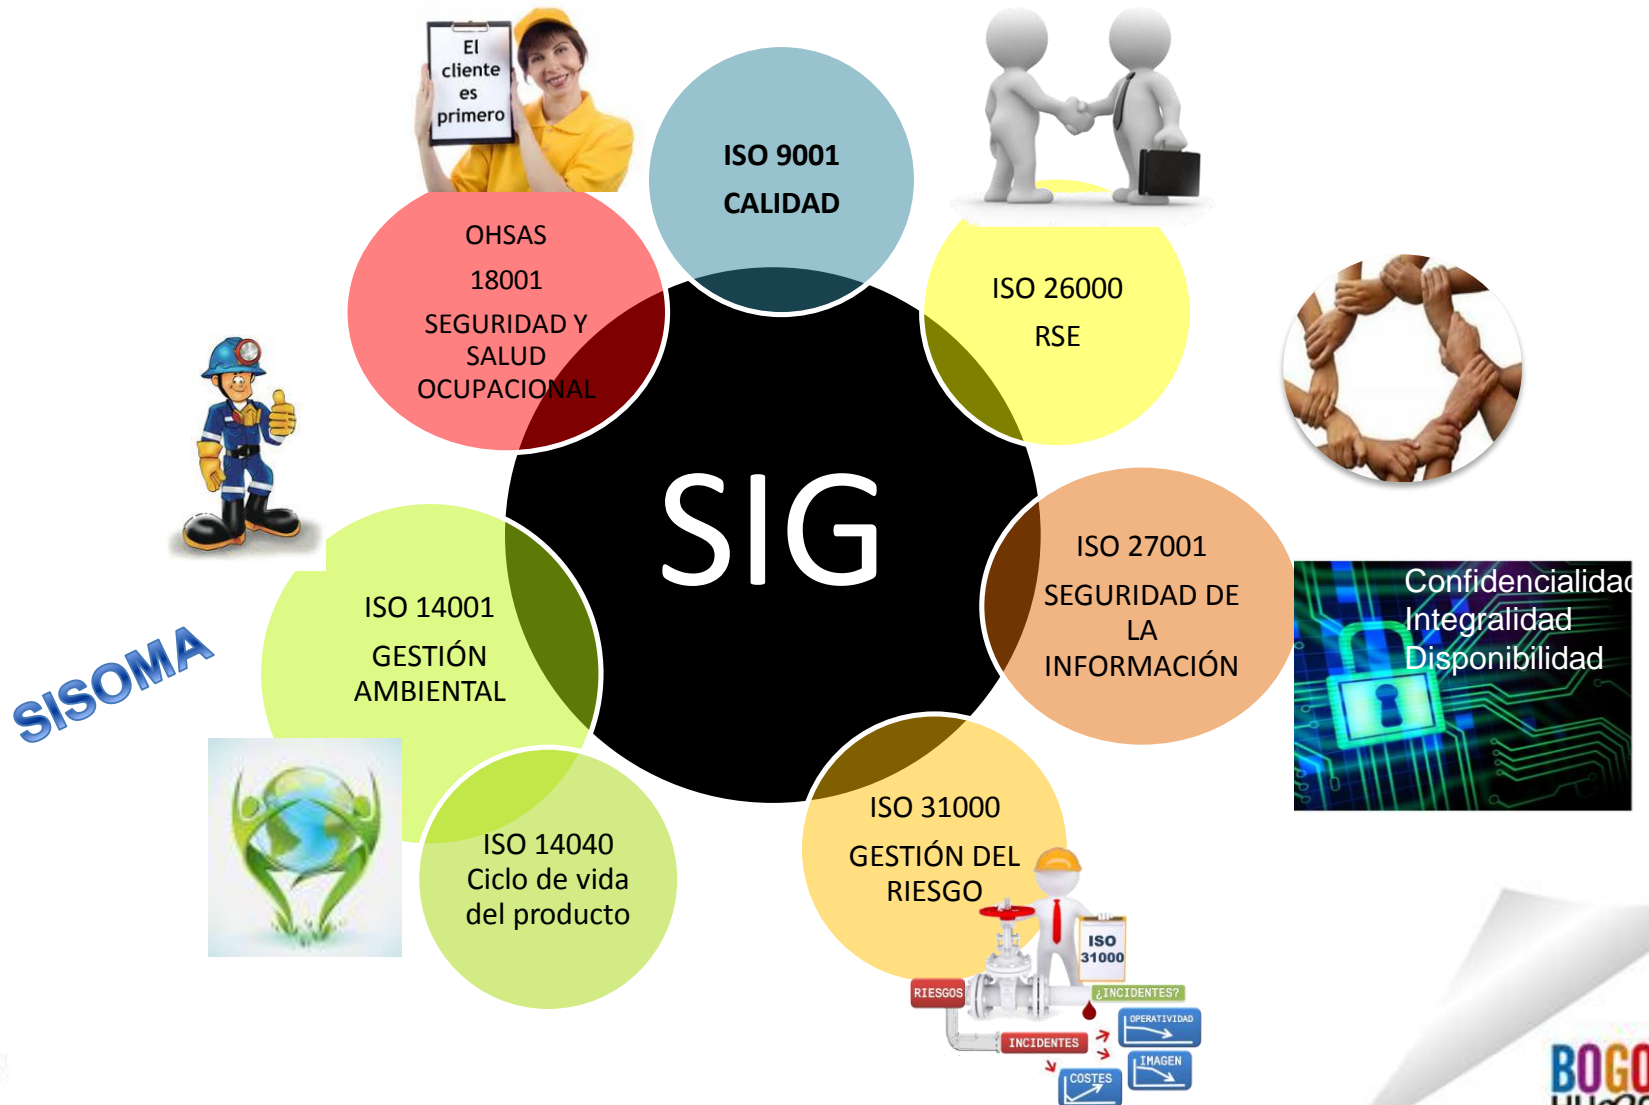 El
cliente
es
primero
ISO 9001
CALIDAD
OHSAS
18001
SEGURIDAD Y
SALUD
OCUPACIONAL
ISO 26000
RSE
SIG
ISO 27001
SEGURIDAD DE
LA
INFORMACIÓN
Confidencialidad
Integralidad
Disponibilidad
ISO 14001
GESTIÓN
AMBIENTAL
SISOMA
ISO 14040
Ciclo de vida
del producto
ISO 31000
GESTIÓN DEL
RIESGO
ISO
31000
RIESGOS
¿INCIDENTES?
OPERATIVIDAD
INCIDENTES
IMAGEN
COSTES
BOGO